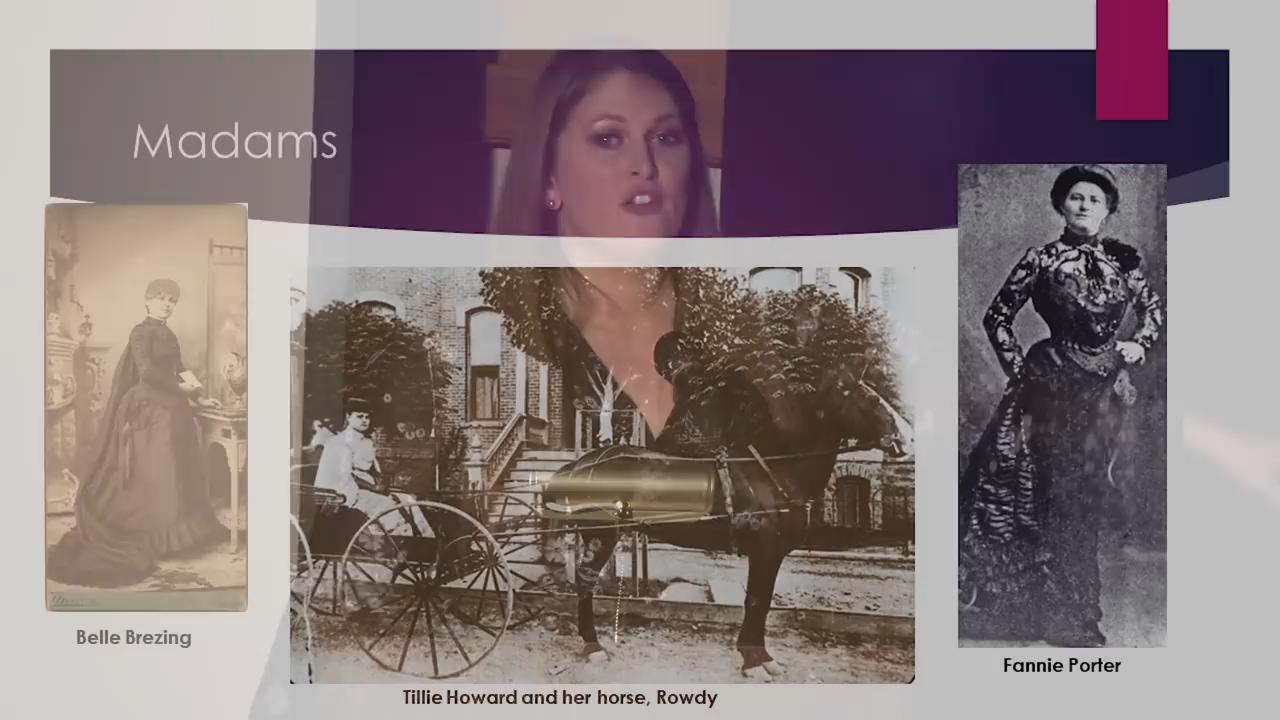 Madams
Belle Brezing
Tillie Howard and her horse, Rowdy
Fannie Porter